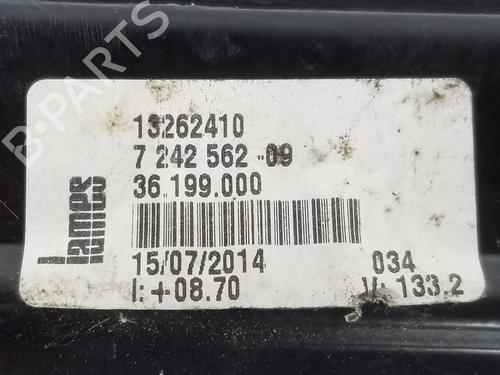 B-PARTS
13262410
7 242 562 09
36.199.000
lames
15/07/2014 034
I: +08.70 V: 133.2